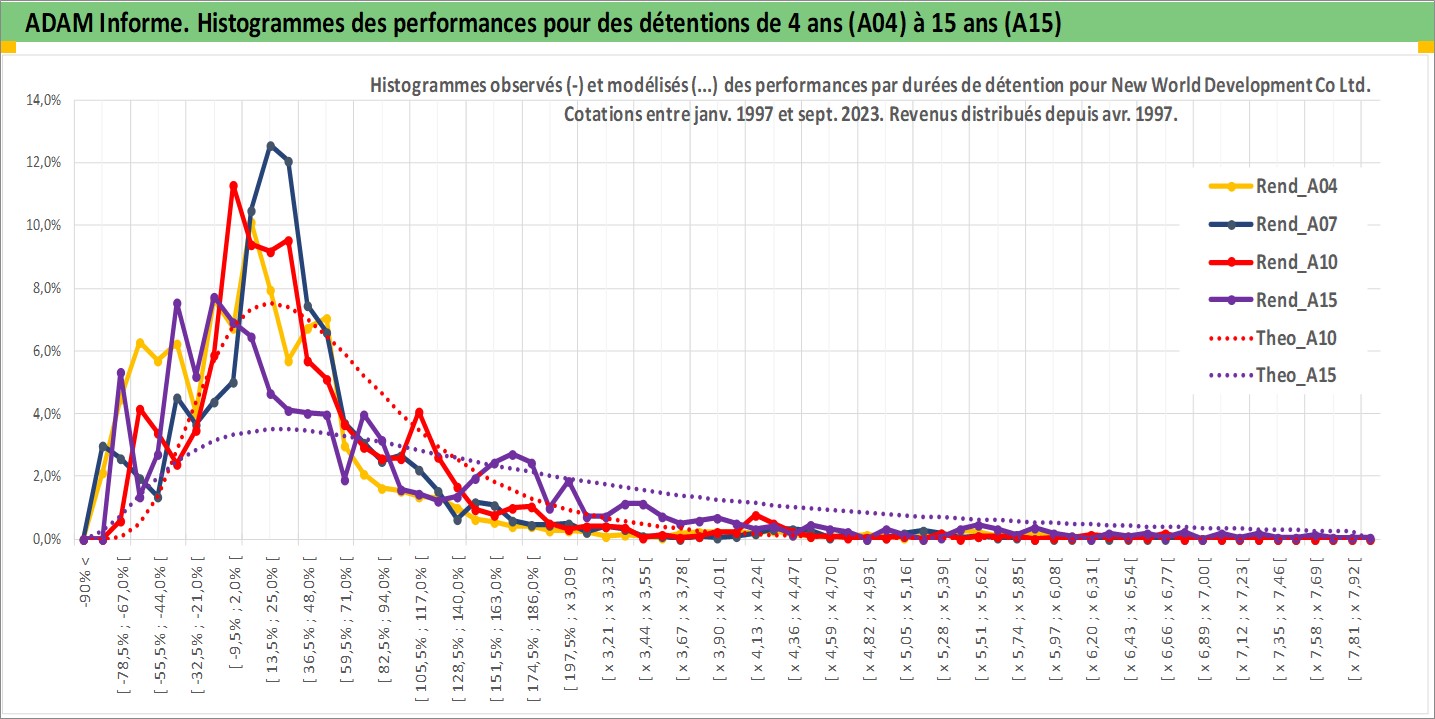 ADAM Informe. Histogrammes des performances pour des détentions de 4 ans (A04) à 15 ans (A15)
Histogrammes observés (-) et modélisés (...) des performances par durées de détention pour New World Development Co Ltd.
Cotations entre janv. 1997 et sept. 2023. Revenus distribués depuis avr. 1997.
14,0%
12,0%
10,0%
8,0%
6,0%
4,0%
2,0%
0,0%
Rend_A04
Rend_A07
Rend_A10
Rend_A15
Theo_A10
Theo_A15
-90% <
[ -78,5% ; -67,0% [
[ -55,5% ; -44,0% [
[ -32,5% ; -21,0% [
[ -9,5% ; 2,0% [
[ 13,5% ; 25,0% [
[ 36,5% ; 48,0% [
[ 59,5% ; 71,0% [
[ 82,5% ; 94,0% [
[ 105,5% ; 117,0% [
[ 128,5% ; 140,0% [
[ 151,5% ; 163,0% [
[ 174,5% ; 186,0% [
[ 197,5% ; x 3,09 [
[ x 3,21 ; x 3,32 [
[ x 3,44 ; x 3,55 [
[ x 3,67 ; x 3,78 [
[ x 3,90 ; x 4,01 [
[ x 4,13 ; x 4,24 [
[ x 4,36 ; x 4,47 [
[ x 4,59 ; x 4,70 [
[ x 4,82 ; x 4,93 [
[ x 5,05 ; x 5,16 [
[ x 5,28 ; x 5,39 [
[ x 5,51 ; x 5,62 [
[ x 5,74 ; x 5,85 [
[ x 5,97 ; x 6,08 [
[ x 6,20 ; x 6,31 [
[ x 6,43 ; x 6,54 [
[ x 6,66 ; x 6,77 [
[ x 6,89 ; x 7,00 [
[ x 7,12 ; x 7,23 [
[ x 7,35 ; x 7,46 [
[ x 7,58 ; x 7,69 [
[ x 7,81 ; x 7,92 [